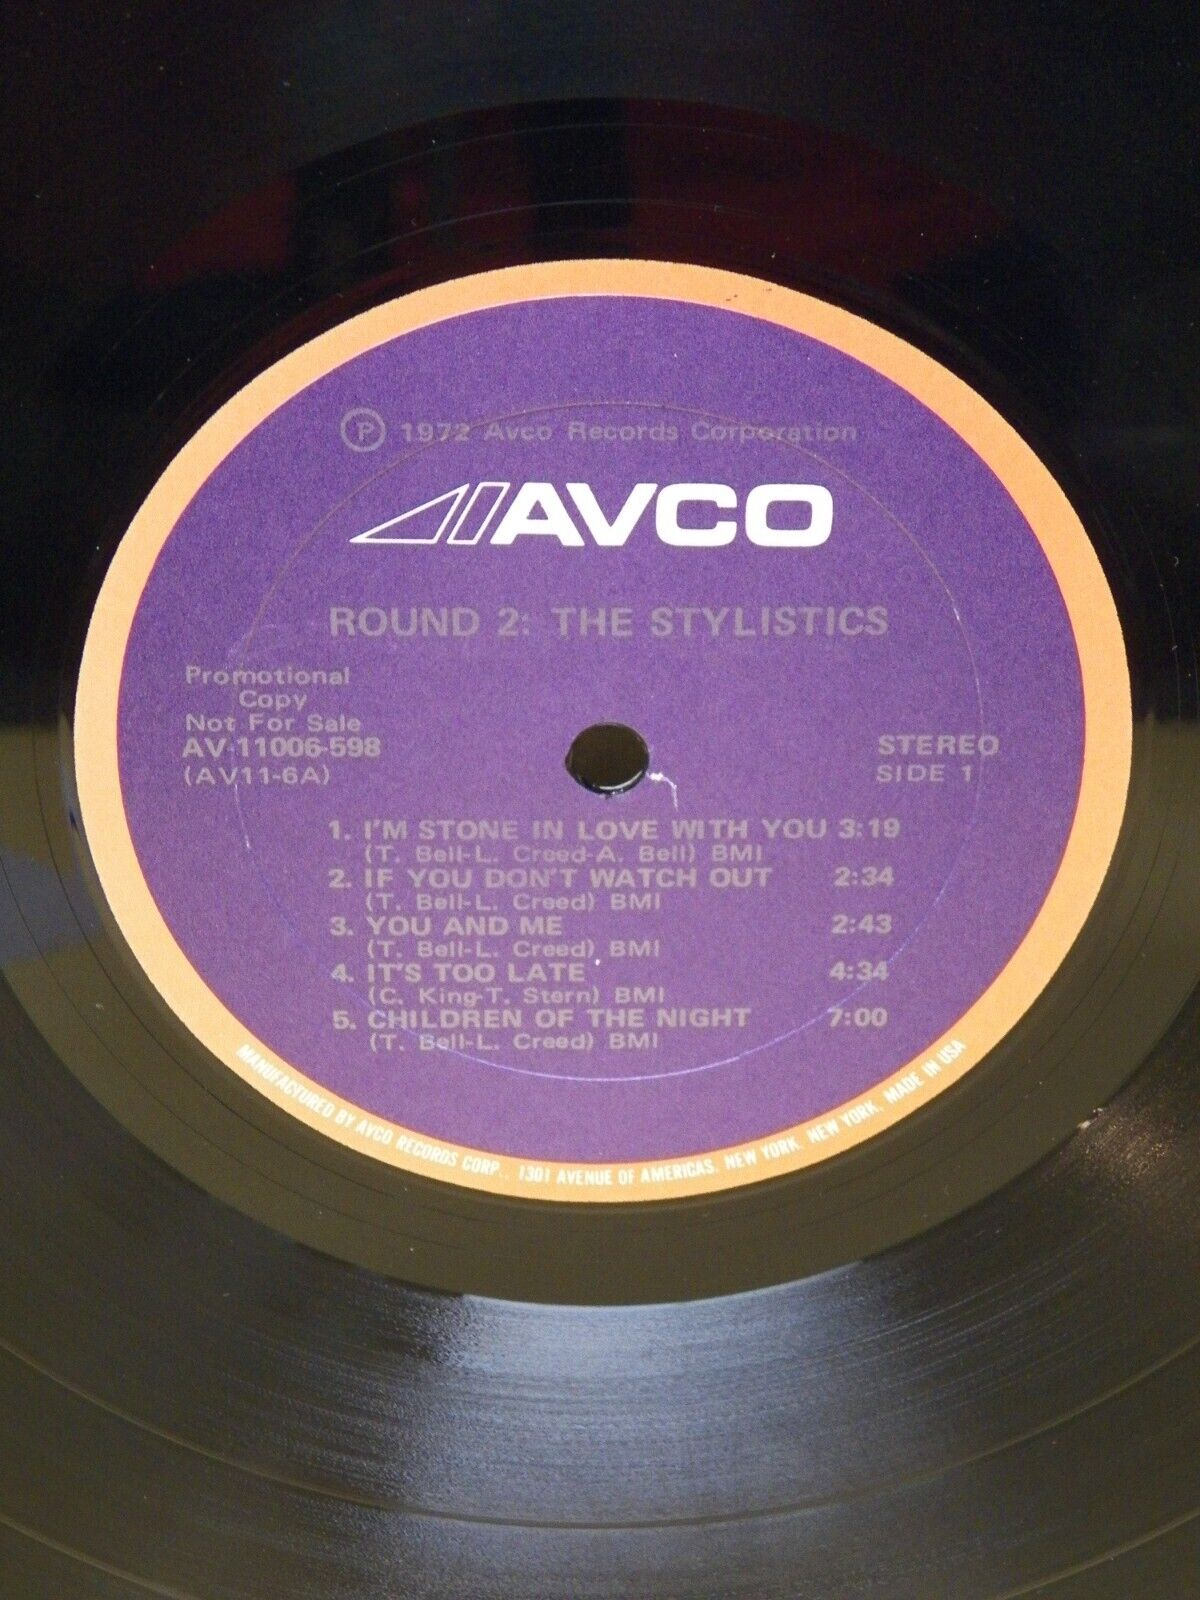 Ⓟ 1972 Avco Records Corporation
AVCO
ROUND 2: THE STYLISTICS
Promotional
Copy
Not For Sale
AV-11006-598
(AV11-6A)
STEREO
SIDE 1
1. I'M STONE IN LOVE WITH YOU 3:19
(T. Bell-L. Creed-A. Bell) BMI
2. IF YOU DON'T WATCH OUT 2:34
(T. Bell-L. Creed) BMI
3. YOU AND ME 2:43
(T. Bell-L. Creed) BMI
4. IT'S TOO LATE 4:34
(C. King-T. Stern) BMI
5. CHILDREN OF THE NIGHT 7:00
(T. Bell-L. Creed) BMI
MANUFACTURED BY AVCO RECORDS CORP., 1301 AVENUE OF AMERICAS, NEW YORK, NEW YORK, MADE IN USA